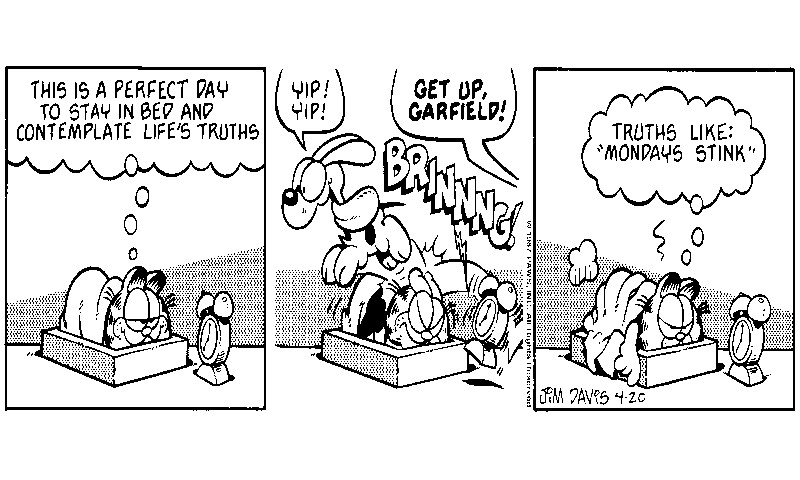 THIS IS A PERFECT DAY
TO STAY IN BED AND
CONTEMPLATE LIFE'S TRUTHS
YIP!
YIP!
GET UP,
GARFIELD!
BRINNNG!
TRUTHS LIKE:
"MONDAYS STINK"
JIM DAVIS 4-20